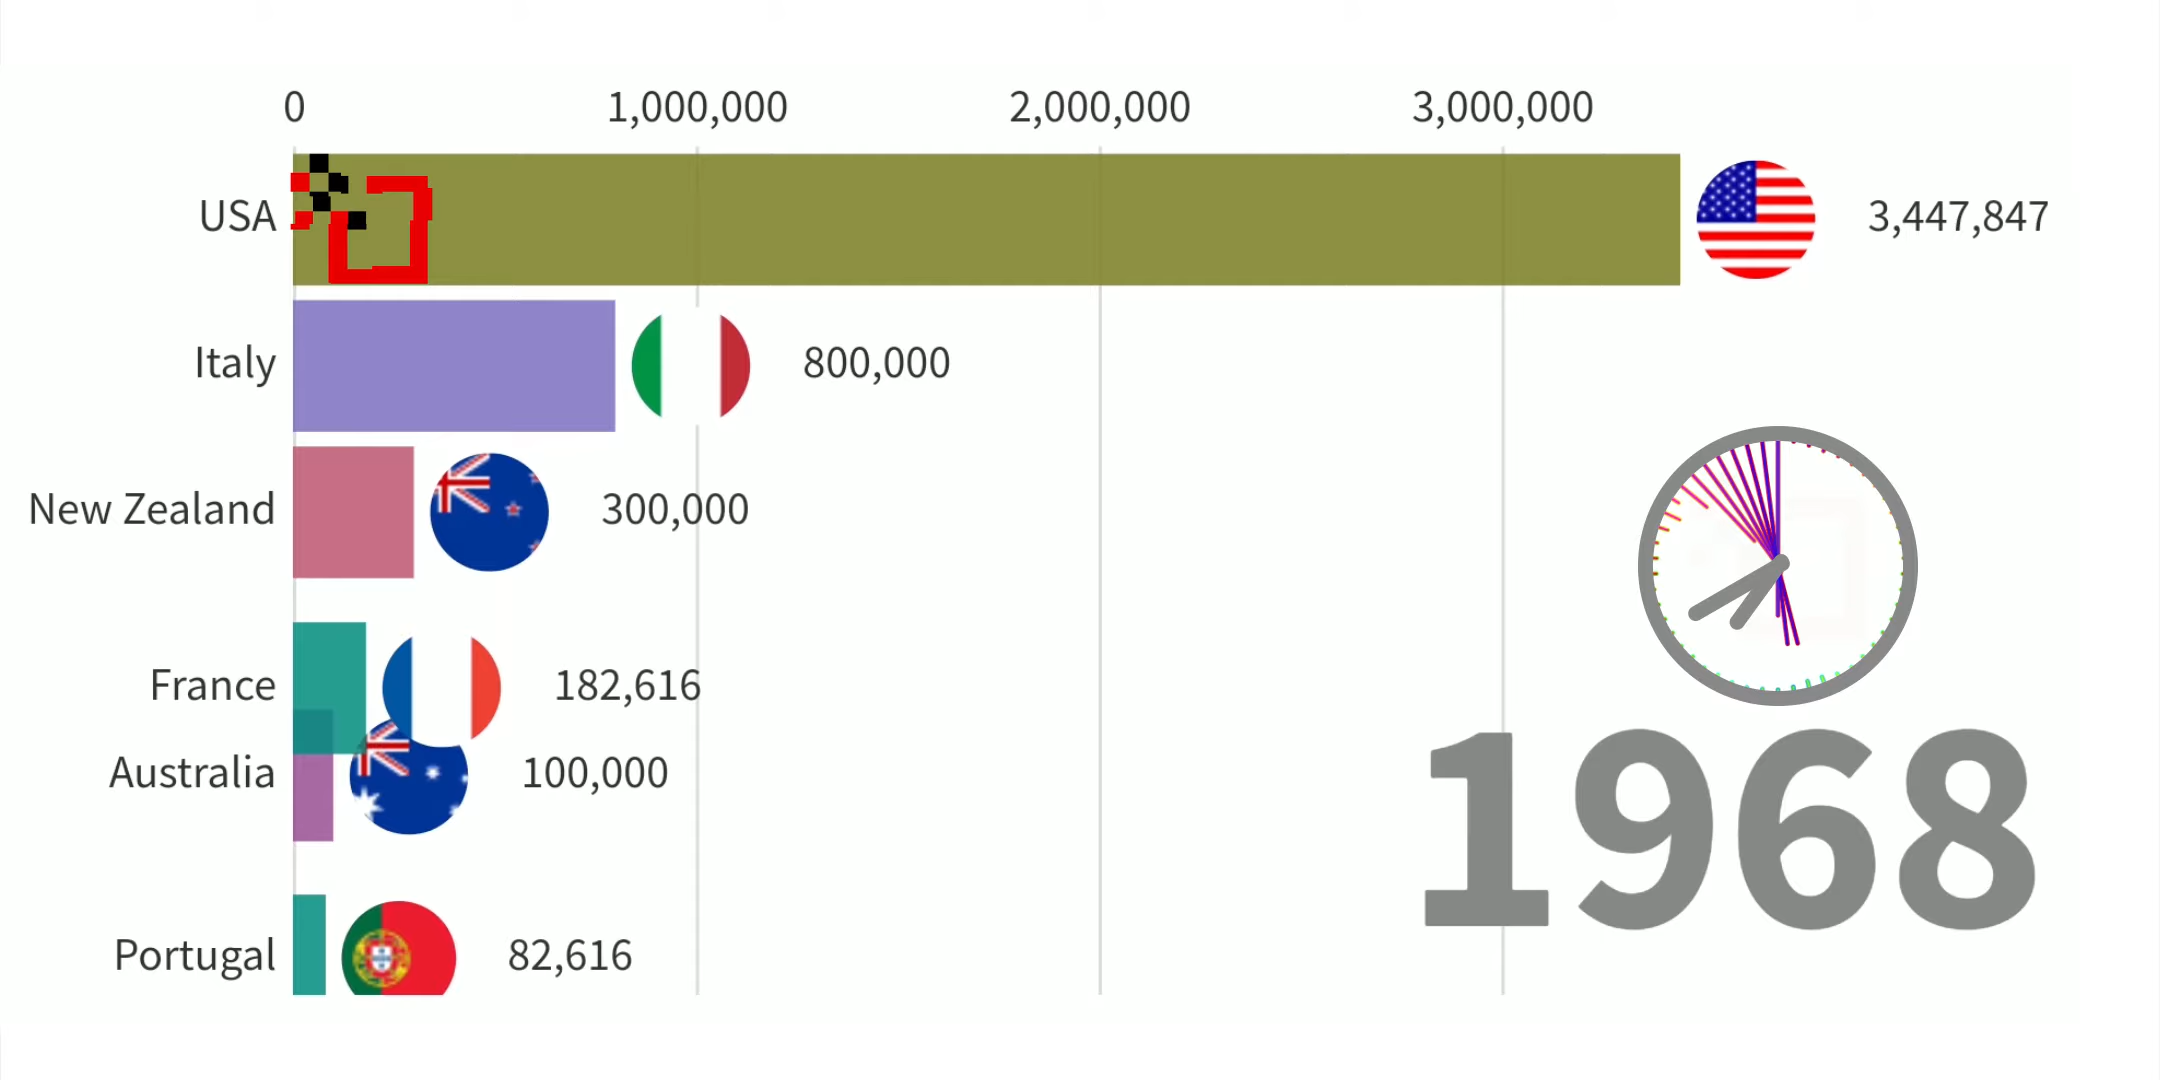 0 1,000,000 2,000,000 3,000,000
USA 3,447,847
Italy 800,000
New Zealand 300,000
France 182,616
Australia 100,000
1968
Portugal 82,616